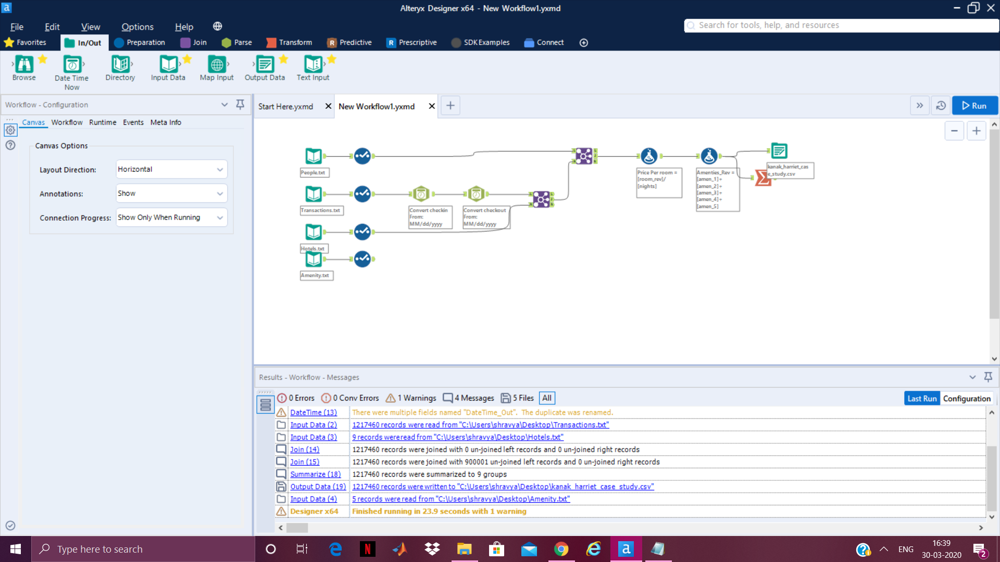 Alteryx Designer x64 - New Workflow1.yxmd
File Edit View Options Help
Search for tools, help, and resources
Favorites In/Out Preparation Join Parse Transform Predictive Prescriptive SDKExamples Connect
Browse Date Time Now Directory Input Data Map Input Output Data Text Input
Workflow - Configuration
Start Here.yxmd New Workflow1.yxmd
Run
Canvas Workflow Runtime Events Meta Info
Canvas Options
Layout Direction: Horizontal
Annotations: Show
Connection Progress: Show Only When Running
People.txt
Transactions.txt
Hotels.txt
Amenity.txt
Convert checkin
From:
MM/dd/yyyy
Convert checkout
From:
MM/dd/yyyy
Price Per room =
[room_rev]/
[nights]
Amenties_Rev =
[amen_1]+
[amen_2]+
[amen_3]+
[amen_4]+
[amen_5]
kanak_harriet_cas
e_study.csv
Results - Workflow - Messages
0 Errors 0 Conv Errors 1 Warnings 4 Messages 5 Files All
Last Run Configuration
DateTime (13) There were multiple fields named "DateTime_Out". The duplicate was renamed.
Input Data (2) 1217460 records were read from "C:\Users\shravya\Desktop\Transactions.txt"
Input Data (3) 9 records were read from "C:\Users\shravya\Desktop\Hotels.txt"
Join (14) 1217460 records were joined with 0 un-joined left records and 0 un-joined right records
Join (15) 1217460 records were joined with 900001 un-joined left records and 0 un-joined right records
Summarize (18) 1217460 records were summarized to 9 groups
Output Data (19) 1217460 records were written to "C:\Users\shravya\Desktop\kanak_harriet_case_study.csv"
Input Data (4) 5 records were read from "C:\Users\shravya\Desktop\Amenity.txt"
Designer x64 Finished running in 23.9 seconds with 1 warning
Type here to search
ENG
16:39
30-03-2020
2